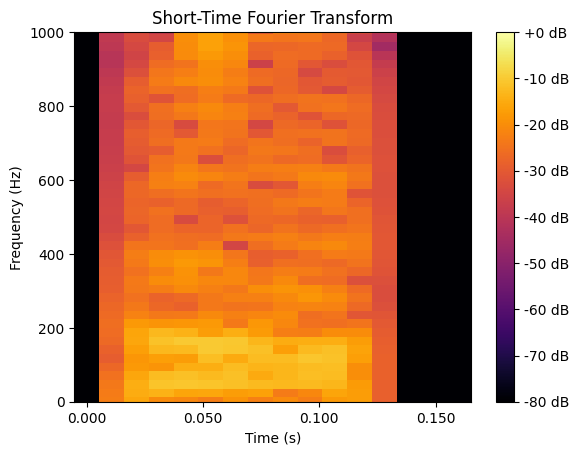 Short-Time Fourier Transform
1000
800
600
400
200
0
Frequency (Hz)
0.000
0.050
0.100
0.150
Time (s)
+0 dB
-10 dB
-20 dB
-30 dB
-40 dB
-50 dB
-60 dB
-70 dB
-80 dB